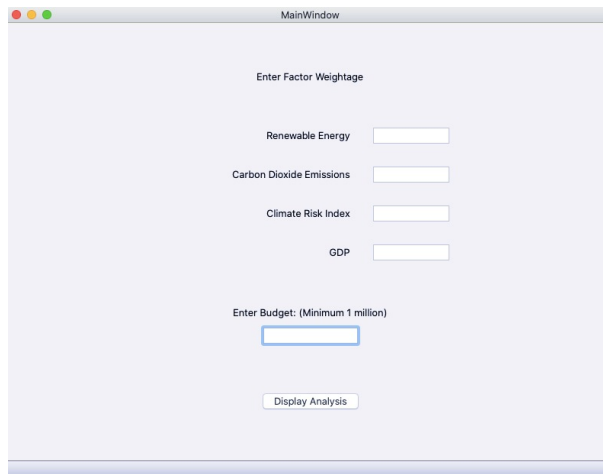 MainWindow
Enter Factor Weightage
Renewable Energy
Carbon Dioxide Emissions
Climate Risk Index
GDP
Enter Budget: (Minimum 1 million)
Display Analysis